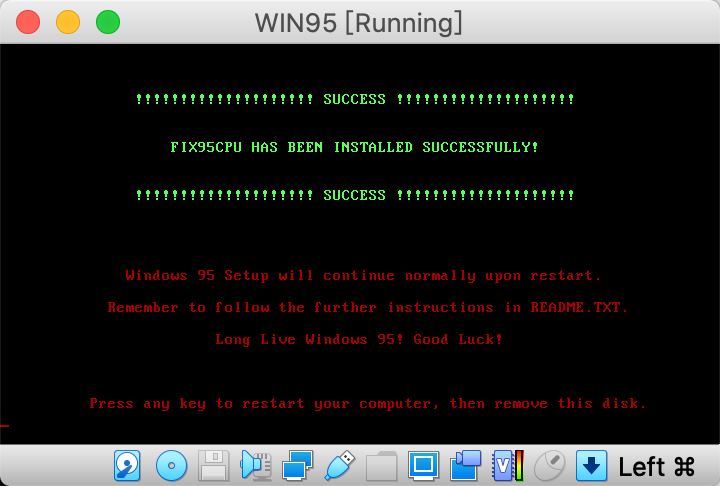 WIN95 [Running]
!!!!!!!!!!!!!!!!!!!! SUCCESS !!!!!!!!!!!!!!!!!!!!
FIX95CPU HAS BEEN INSTALLED SUCCESSFULLY!
!!!!!!!!!!!!!!!!!!!! SUCCESS !!!!!!!!!!!!!!!!!!!!
Windows 95 Setup will continue normally upon restart.
Remember to follow the further instructions in README.TXT.
Long Live Windows 95! Good Luck!
Press any key to restart your computer, then remove this disk.
V
Left ⌘